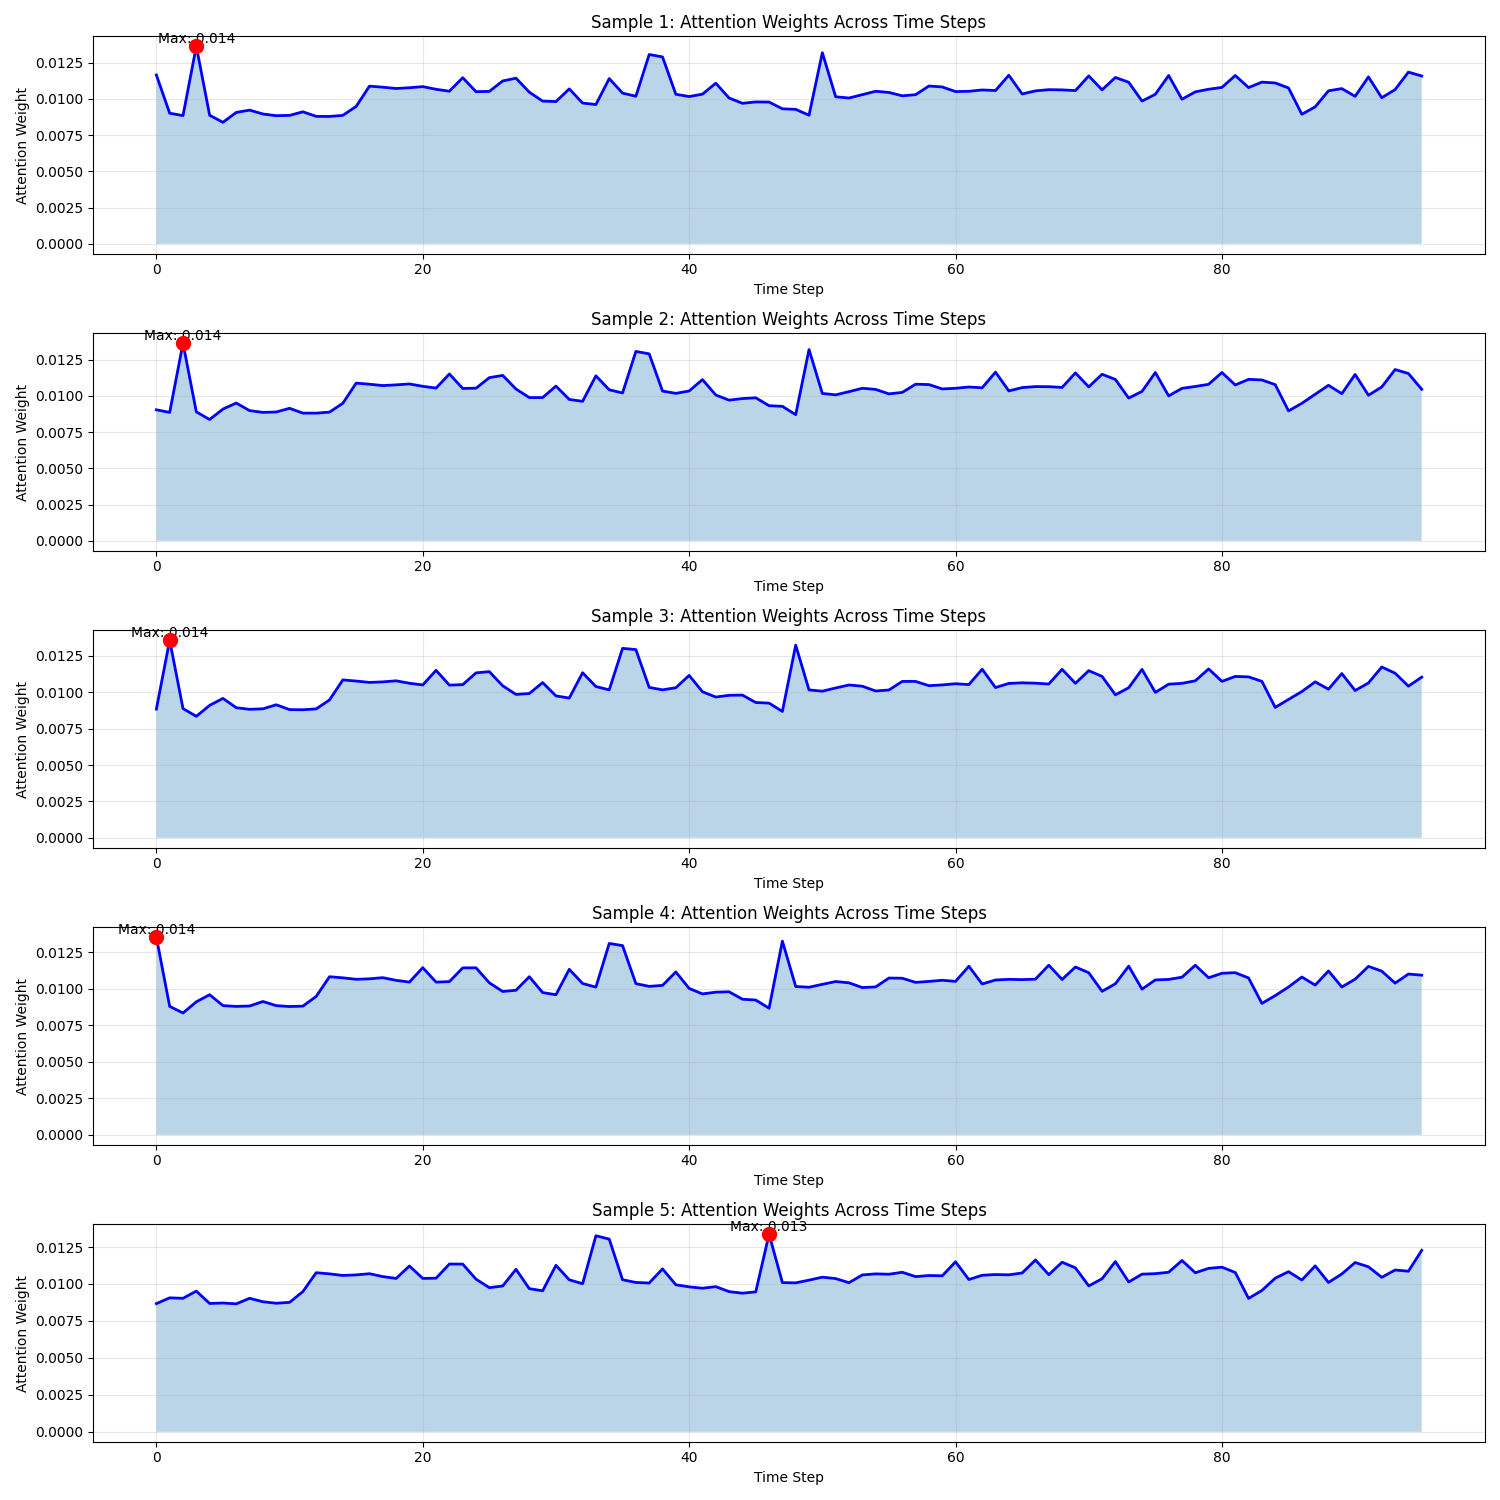 Sample 1: Attention Weights Across Time Steps
Max: 0.014
0.0125
0.0100
0.0075
0.0050
0.0025
0.0000
Attention Weight
0 20 40 60 80
Time Step
Sample 2: Attention Weights Across Time Steps
Max: 0.014
0.0125
0.0100
0.0075
0.0050
0.0025
0.0000
Attention Weight
0 20 40 60 80
Time Step
Sample 3: Attention Weights Across Time Steps
Max: 0.014
0.0125
0.0100
0.0075
0.0050
0.0025
0.0000
Attention Weight
0 20 40 60 80
Time Step
Sample 4: Attention Weights Across Time Steps
Max: 0.014
0.0125
0.0100
0.0075
0.0050
0.0025
0.0000
Attention Weight
0 20 40 60 80
Time Step
Sample 5: Attention Weights Across Time Steps
Max: 0.013
0.0125
0.0100
0.0075
0.0050
0.0025
0.0000
Attention Weight
0 20 40 60 80
Time Step